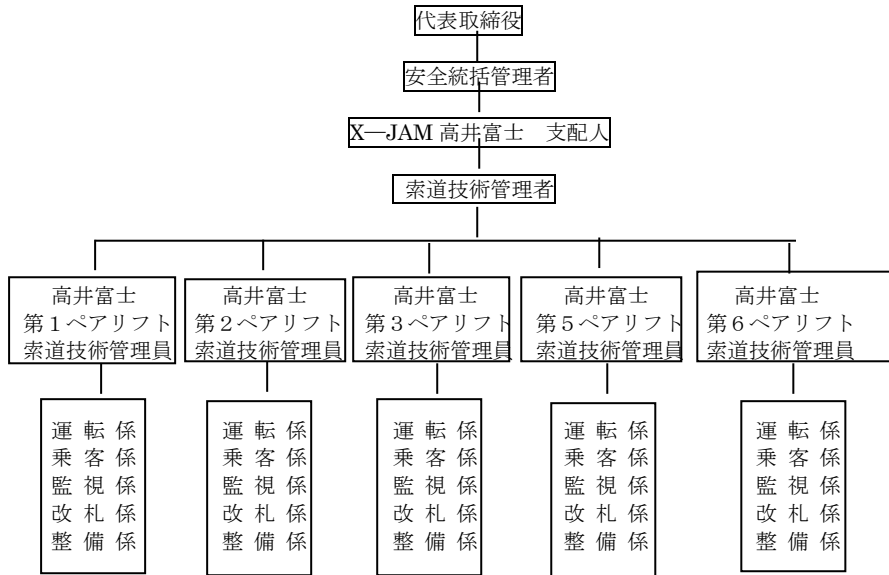 代表取締役
安全統括管理者
X―JAM 高井富士　支配人
索道技術管理者
高井富士
第１ペアリフト
索道技術管理員
高井富士
第２ペアリフト
索道技術管理員
高井富士
第３ペアリフト
索道技術管理員
高井富士
第５ペアリフト
索道技術管理員
高井富士
第６ペアリフト
索道技術管理員
運 転 係
乗 客 係
監 視 係
改 札 係
整 備 係
運 転 係
乗 客 係
監 視 係
改 札 係
整 備 係
運 転 係
乗 客 係
監 視 係
改 札 係
整 備 係
運 転 係
乗 客 係
監 視 係
改 札 係
整 備 係
運 転 係
乗 客 係
監 視 係
改 札 係
整 備 係